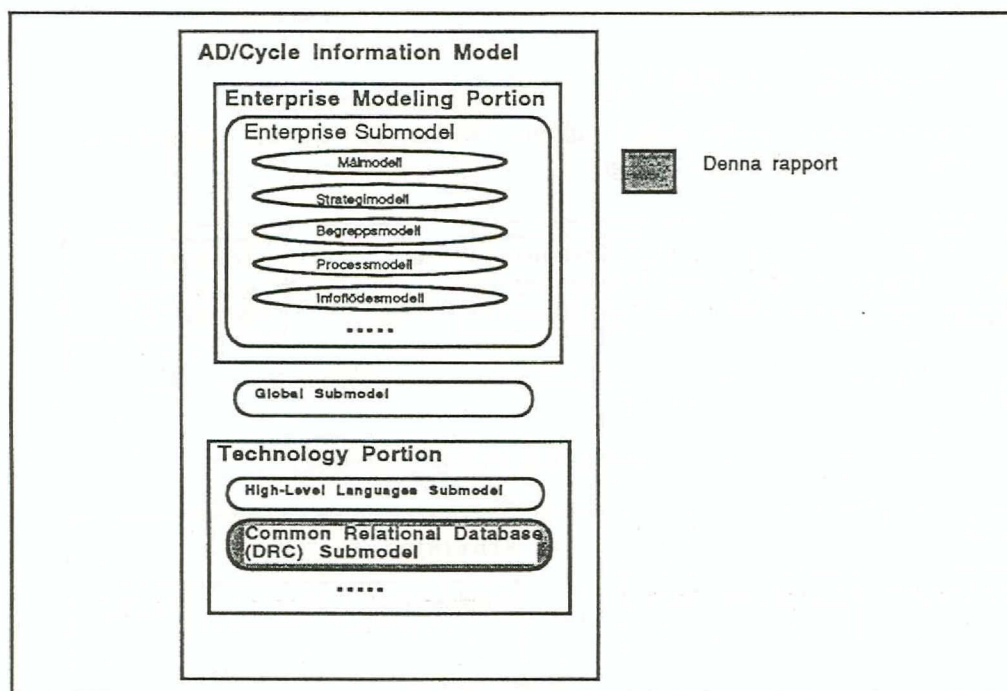 AD/Cycle Information Model
Enterprise Modeling Portion
Enterprise Submodel
Målmodell
Strategimodell
Begreppsmodell
Processmodell
Infoflödesmodell
.....
Global Submodel
Technology Portion
High-Level Languages Submodel
Common Relational Database
(DRC) Submodel
.....
Denna rapport